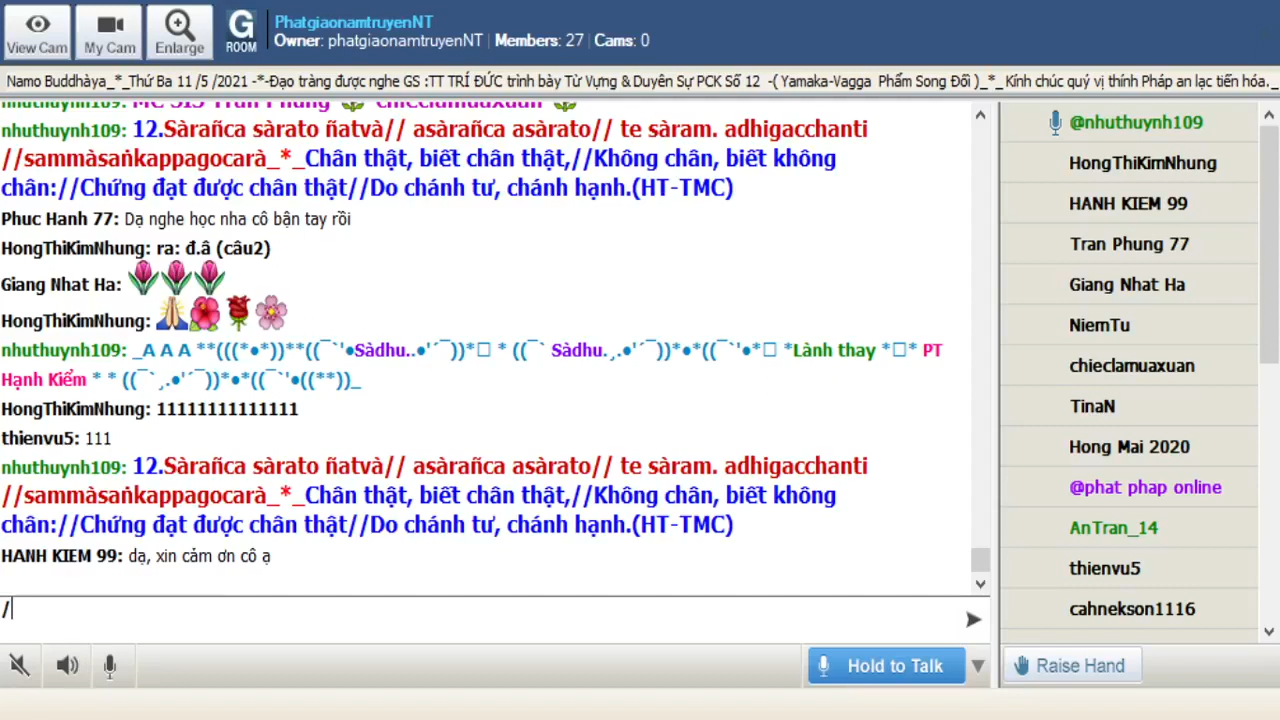 View Cam
My Cam
Enlarge
G
ROOM
PhatgiaonamtruyenNT
Owner: phatgiaonamtruyenNT | Members: 27 | Cams: 0
Namo Buddhàya_*_Thứ Ba 11 /5 /2021 -*-Đạo tràng được nghe GS :TT TRÍ ĐỨC trình bày Từ Vựng & Duyên Sự PCK Số 12 -( Yamaka-Vagga Phẩm Song Đối )_*_ Kính chúc quý vị thính Pháp an lạc tiến hóa._
nhuthuynh109: MC SIS Tran Phung chieclamuaxuan
nhuthuynh109: 12.Sàrañca sàrato ñatvà// asàrañca asàrato// te sàram. adhigacchanti
//sammàsaṅkappagocarà_*_Chân thật, biết chân thật,//Không chân, biết không
chân://Chứng đạt được chân thật//Do chánh tư, chánh hạnh.(HT-TMC)
Phuc Hanh 77: Dạ nghe học nha cô bận tay rồi
HongThiKimNhung: ra: đ.â (câu2)
Giang Nhat Ha:
HongThiKimNhung:
nhuthuynh109: _A A A **(((*•*))**((¯`'•Sàdhu..•'´¯))*▯ * ((¯` Sàdhu.¸.•'´¯))*•*((¯`'•*▯ *Lành thay *▯* PT
Hạnh Kiểm * * ((¯`¸.•'´¯))*•*((¯`'•((**))_
HongThiKimNhung: 11111111111111
thienvu5: 111
nhuthuynh109: 12.Sàrañca sàrato ñatvà// asàrañca asàrato// te sàram. adhigacchanti
//sammàsaṅkappagocarà_*_Chân thật, biết chân thật,//Không chân, biết không
chân://Chứng đạt được chân thật//Do chánh tư, chánh hạnh.(HT-TMC)
HANH KIEM 99: dạ, xin cảm ơn cô ạ
/
Hold to Talk
@nhuthuynh109
HongThiKimNhung
HANH KIEM 99
Tran Phung 77
Giang Nhat Ha
NiemTu
chieclamuaxuan
TinaN
Hong Mai 2020
@phat phap online
AnTran_14
thienvu5
cahnekson1116
Raise Hand